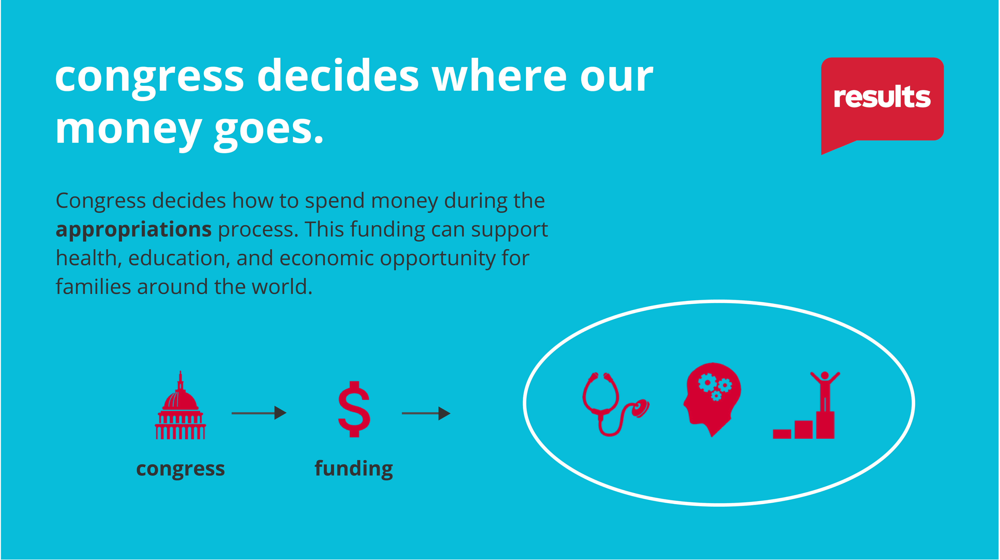 congress decides where our
money goes.
results
Congress decides how to spend money during the
appropriations process. This funding can support
health, education, and economic opportunity for
families around the world.
$
congress
funding